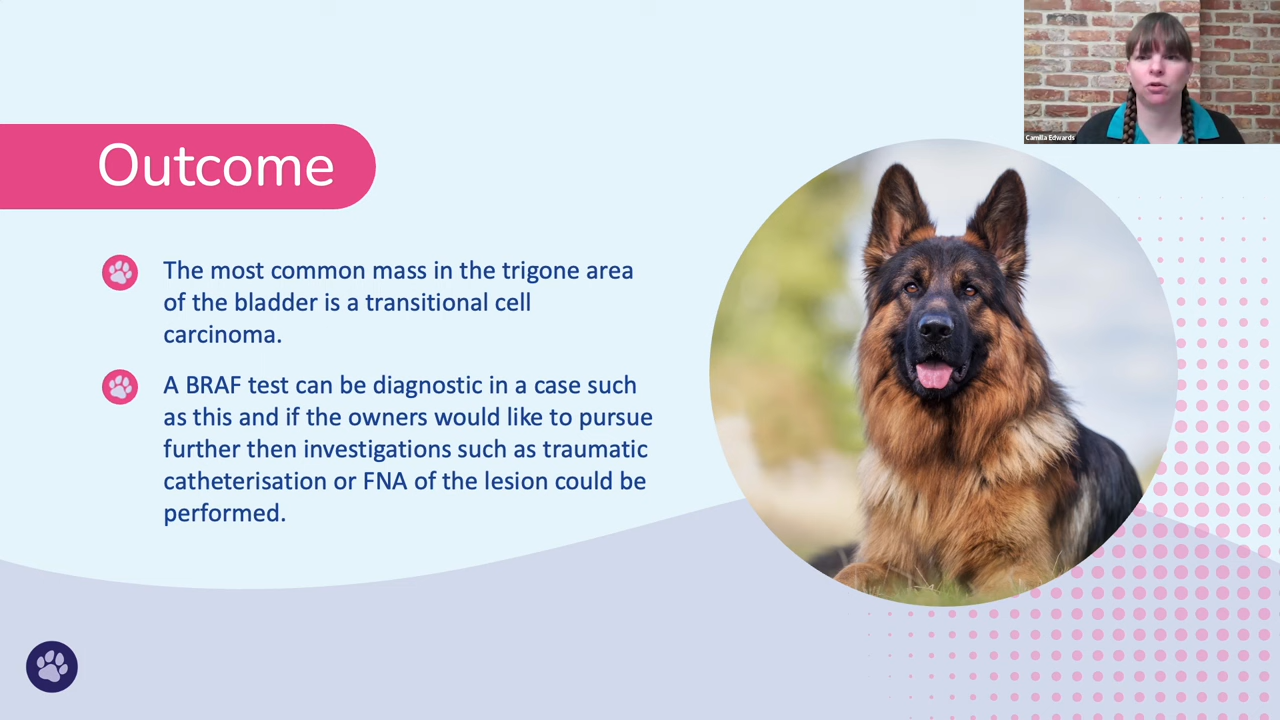 Camilla Edwards
Outcome
The most common mass in the trigone area
of the bladder is a transitional cell
carcinoma.
A BRAF test can be diagnostic in a case such
as this and if the owners would like to pursue
further then investigations such as traumatic
catheterisation or FNA of the lesion could be
performed.